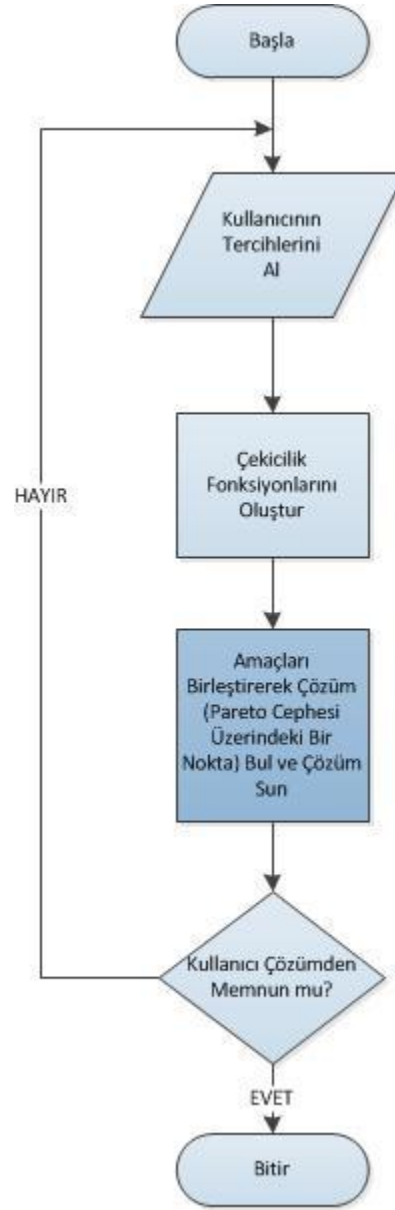 Başla
Kullanıcının
Tercihlerini
Al
Çekicilik
Fonksiyonlarını
Oluştur
HAYIR
Amaçları
Birleştirerek Çözüm
(Pareto Cephesi
Üzerindeki Bir
Nokta) Bul ve Çözüm
Sun
Kullanıcı Çözümden
Memnun mu?
EVET
Bitir